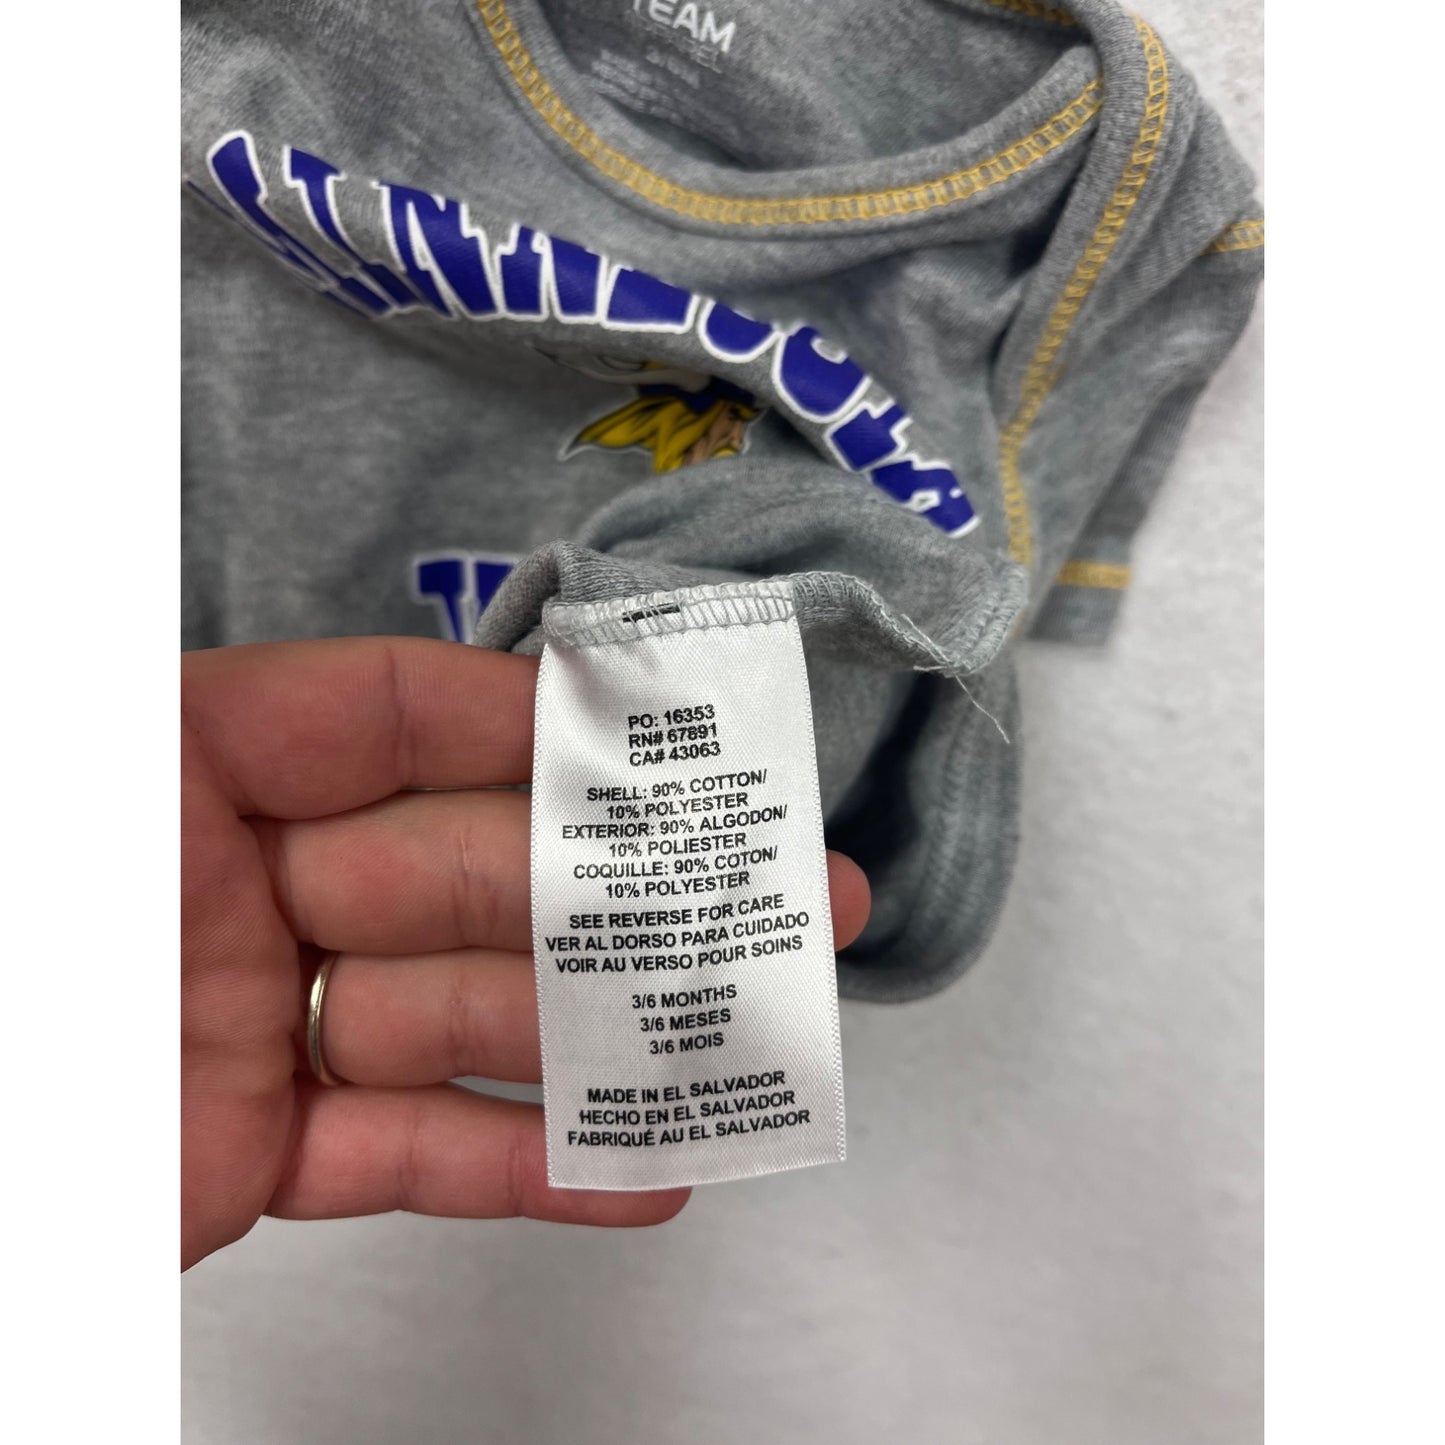 TEAM
MINNESOTA
PO: 16353
RN# 67891
CA# 43063
SHELL: 90% COTTON/
10% POLYESTER
EXTERIOR: 90% ALGODON/
10% POLIESTER
COQUILLE: 90% COTON/
10% POLYESTER
SEE REVERSE FOR CARE
VER AL DORSO PARA CUIDADO
VOIR AU VERSO POUR SOINS
3/6 MONTHS
3/6 MESES
3/6 MOIS
MADE IN EL SALVADOR
HECHO EN EL SALVADOR
FABRIQUÉ AU EL SALVADOR